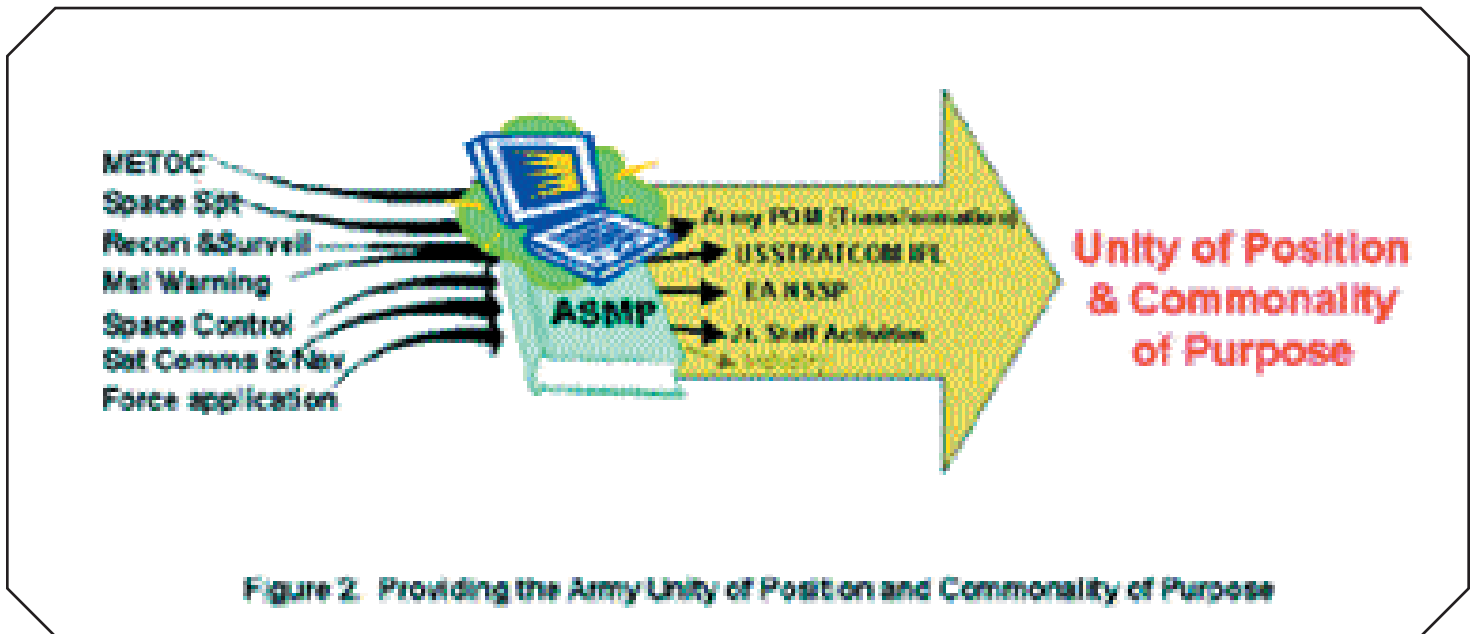 METOC
Space Spt
Recon &Surveil
Msl Warning
Space Control
Sat Comms & Nav
Force application
ASMP
Army POM (Transformation)
USSTRATCOM IPL
EA NSSP
Jt. Staff Activities
Unity of Position
& Commonality
of Purpose
Figure 2. Providing the Army Unity of Position and Commonality of Purpose